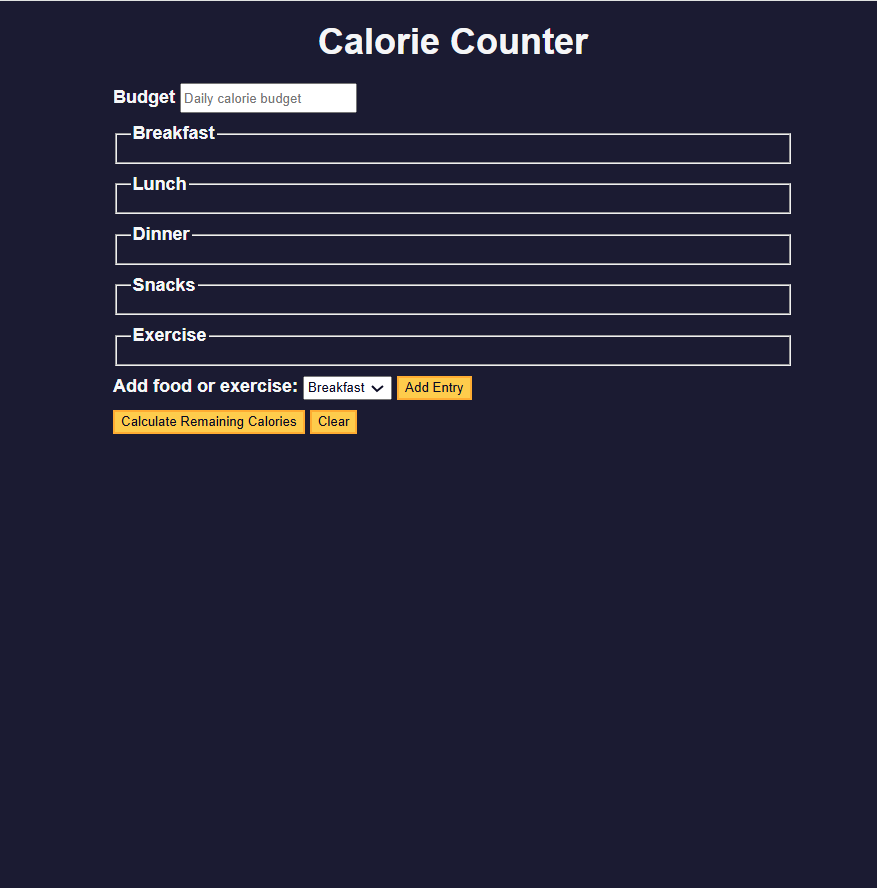 Calorie Counter
Budget Daily calorie budget
Breakfast
Lunch
Dinner
Snacks
Exercise
Add food or exercise: Breakfast Add Entry
Calculate Remaining Calories Clear